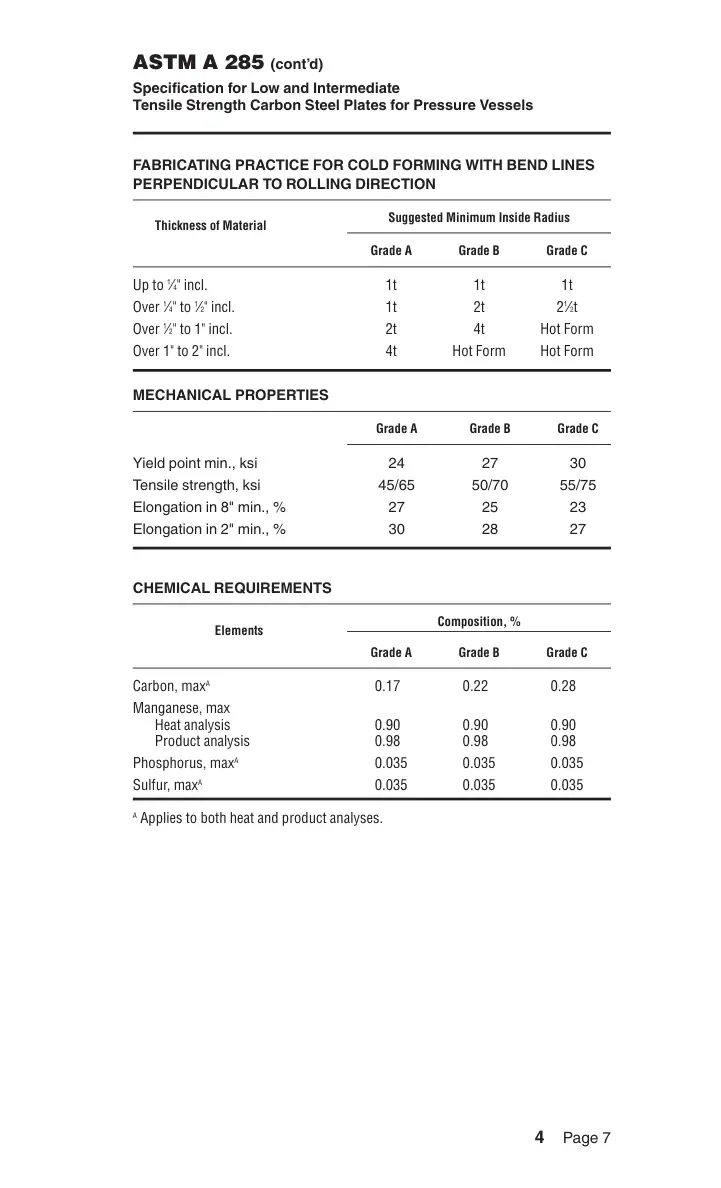 ASTM A 285 (cont'd)
Specification for Low and Intermediate
Tensile Strength Carbon Steel Plates for Pressure Vessels
FABRICATING PRACTICE FOR COLD FORMING WITH BEND LINES
PERPENDICULAR TO ROLLING DIRECTION
Thickness of Material Suggested Minimum Inside Radius
Grade A Grade B Grade C
Up to ¼" incl. 1t 1t 1t
Over ¼" to ½" incl. 1t 2t 2½t
Over ½" to 1" incl. 2t 4t Hot Form
Over 1" to 2" incl. 4t Hot Form Hot Form
MECHANICAL PROPERTIES
Grade A Grade B Grade C
Yield point min., ksi 24 27 30
Tensile strength, ksi 45/65 50/70 55/75
Elongation in 8" min., % 27 25 23
Elongation in 2" min., % 30 28 27
CHEMICAL REQUIREMENTS
Elements Composition, %
Grade A Grade B Grade C
Carbon, maxᴬ 0.17 0.22 0.28
Manganese, max
Heat analysis 0.90 0.90 0.90
Product analysis 0.98 0.98 0.98
Phosphorus, maxᴬ 0.035 0.035 0.035
Sulfur, maxᴬ 0.035 0.035 0.035
ᴬ Applies to both heat and product analyses.
4 Page 7